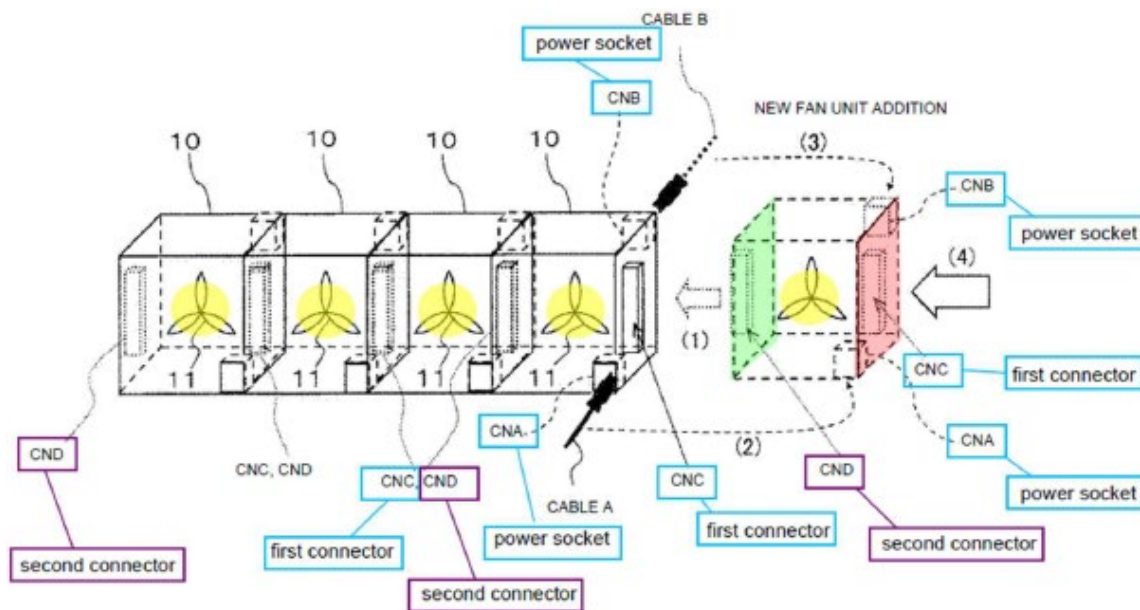 CABLE B
power socket
CNB
NEW FAN UNIT ADDITION
10
10
10
10
(3)
CNB
power socket
(4)
(1)
11
11
11
11
CNC
first connector
CNA
(2)
CNA
CND
CNC, CND
CNC, CND
CNC
CND
power socket
CABLE A
power socket
first connector
first connector
second connector
second connector
second connector